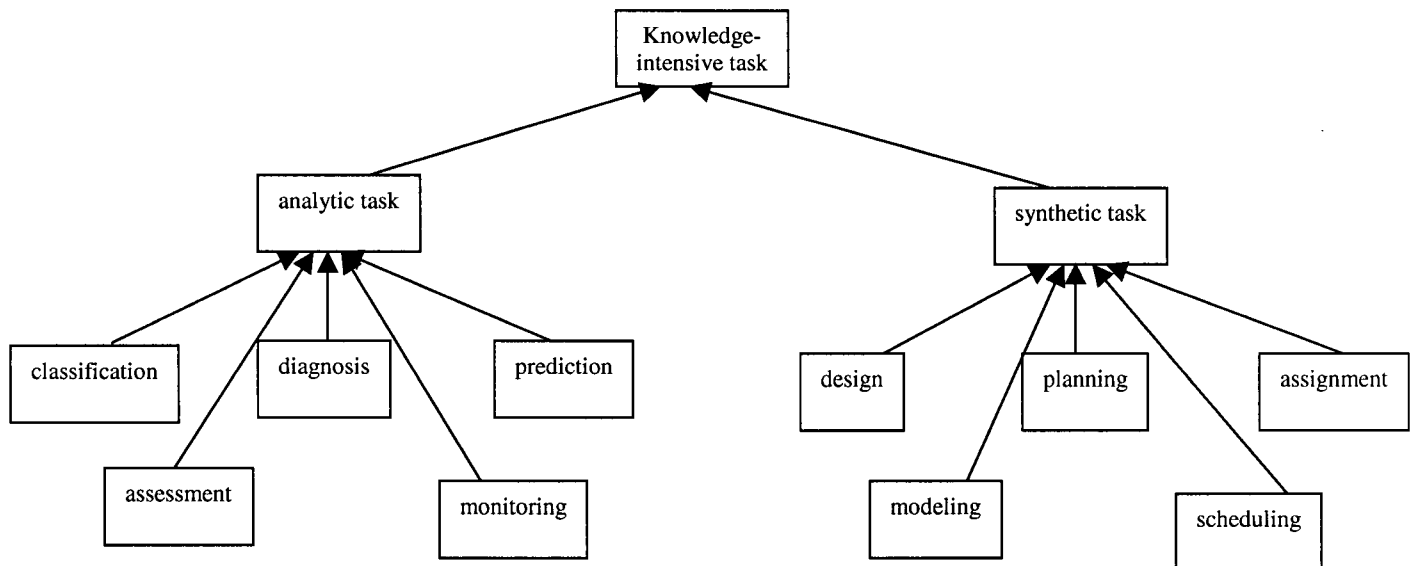 Knowledge-
intensive task
analytic task
synthetic task
classification
diagnosis
prediction
design
planning
assignment
assessment
monitoring
modeling
scheduling